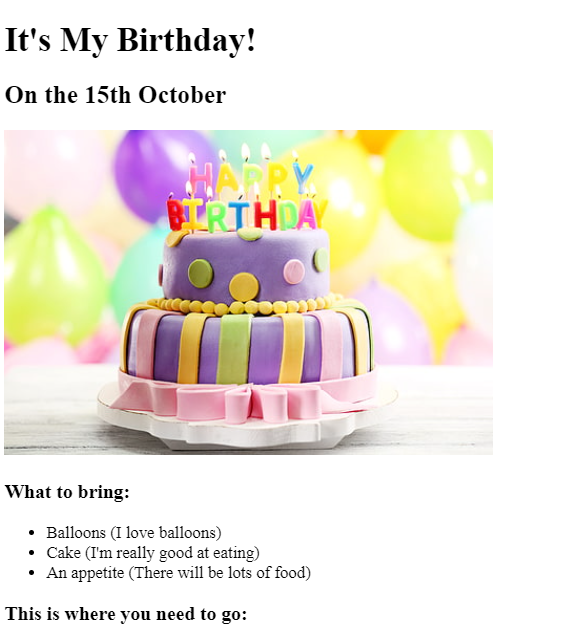 It's My Birthday!
On the 15th October
HAPPY
BIRTHDAY
What to bring:
Balloons (I love balloons)
Cake (I'm really good at eating)
An appetite (There will be lots of food)
This is where you need to go: